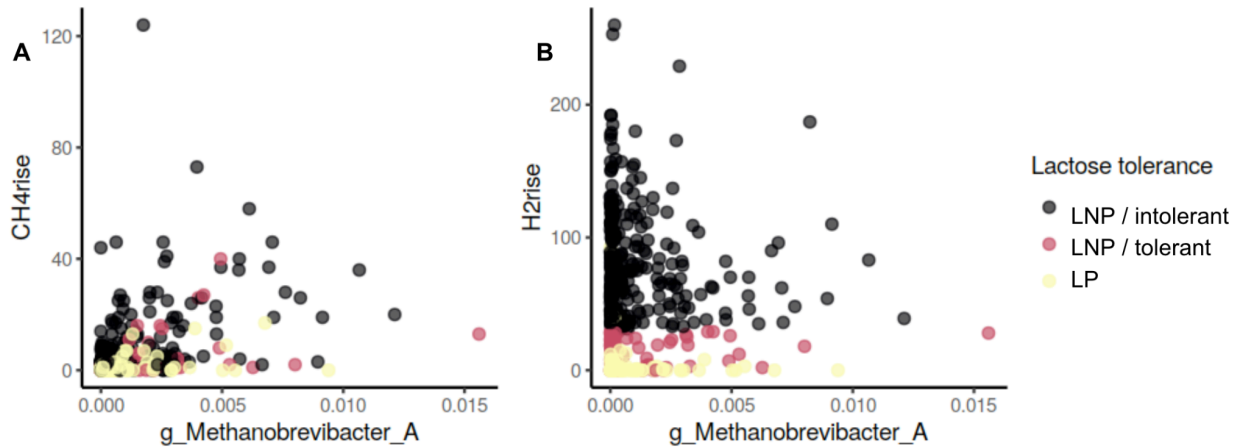 A
CH4rise
120
80
40
0
0.000 0.005 0.010 0.015
g_Methanobrevibacter_A
B
H2rise
200
100
0
0.000 0.005 0.010 0.015
g_Methanobrevibacter_A
Lactose tolerance
LNP / intolerant
LNP / tolerant
LP